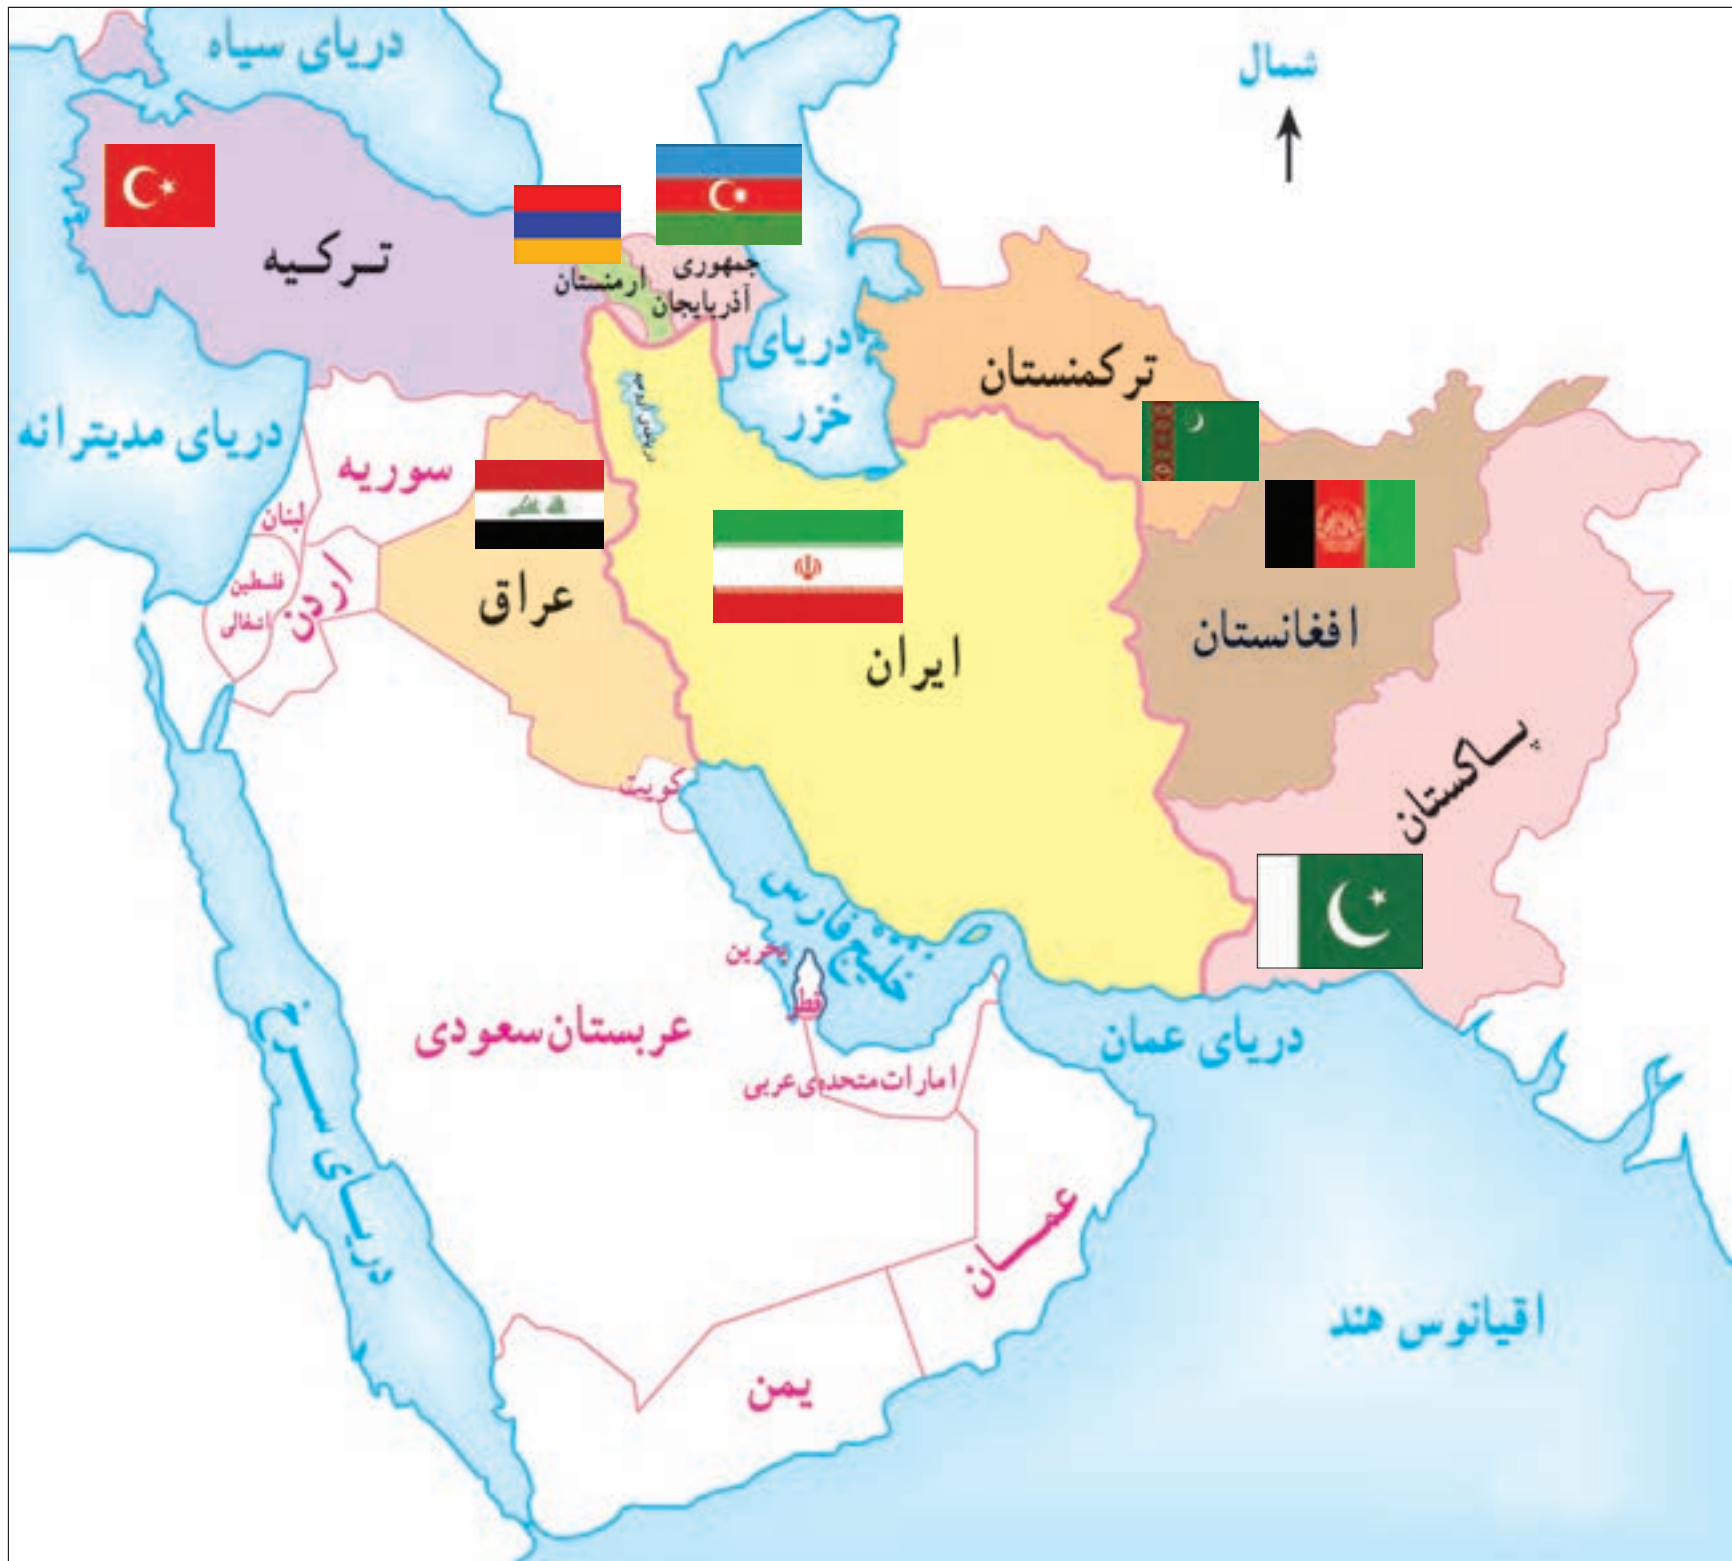 دریای سیاه
شمال
ترکیه
ارمنستان
جمهوری
آذربایجان
دریای
خزر
ترکمنستان
دریای مدیترانه
سوریه
لبنان
فلسطین
اشغالی
اردن
عراق
ایران
افغانستان
پاکستان
کویت
خلیج فارس
بحرین
قطر
عربستان سعودی
امارات متحده‌ی عربی
دریای عمان
دریای سرخ
عمان
یمن
اقیانوس هند